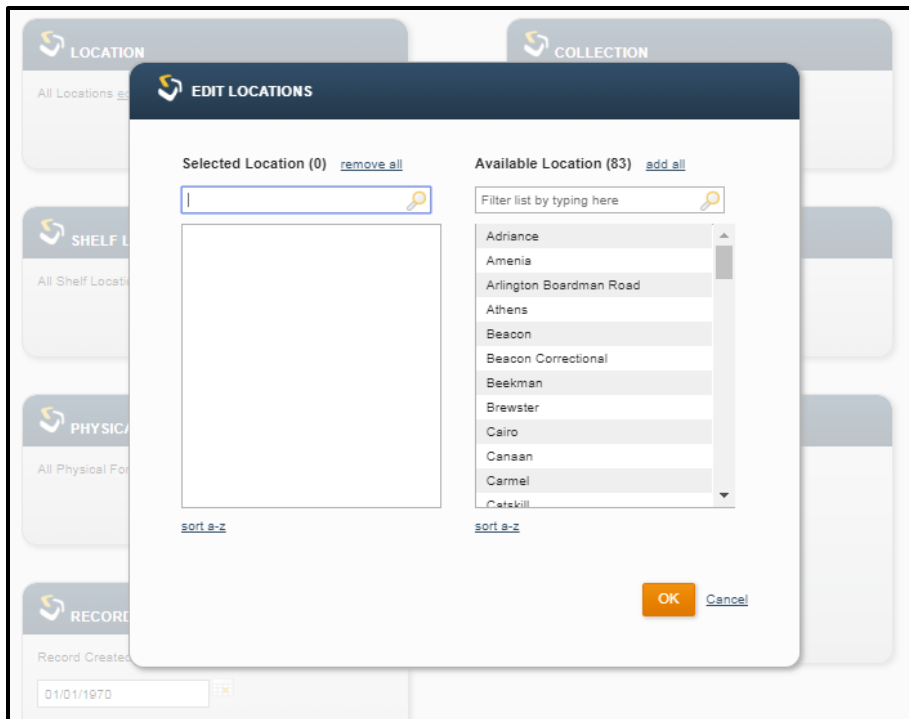 LOCATION
COLLECTION
All Locations
EDIT LOCATIONS
Selected Location (0) remove all
Available Location (83) add all
Filter list by typing here
Adriance
Amenia
Arlington Boardman Road
Athens
Beacon
Beacon Correctional
Beekman
Brewster
Cairo
Canaan
Carmel
Catskill
sort a-z
sort a-z
OK Cancel
SHELF L
All Shelf Locati
PHYSICA
All Physical For
RECORD
Record Created
01/01/1970